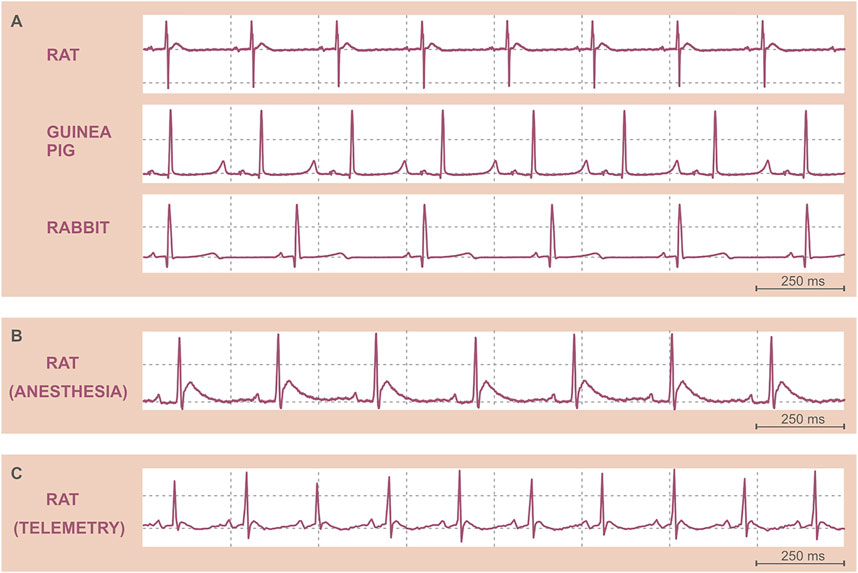 A
RAT
GUINEA
PIG
RABBIT
250 ms
B
RAT
(ANESTHESIA)
250 ms
C
RAT
(TELEMETRY)
250 ms